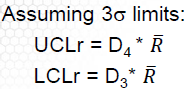 Assuming 3σ limits:
UCLr = D₄ * R̄
LCLr = D₃* R̄